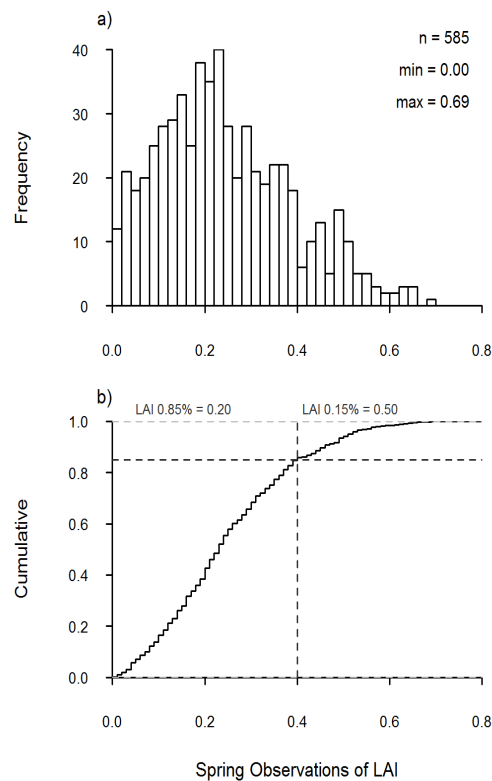 a)
n = 585
min = 0.00
max = 0.69
40
30
20
10
0
Frequency
0.0 0.2 0.4 0.6 0.8
b)
LAI 0.85% = 0.20 LAI 0.15% = 0.50
1.0
0.8
0.6
0.4
0.2
0.0
Cumulative
0.0 0.2 0.4 0.6 0.8
Spring Observations of LAI